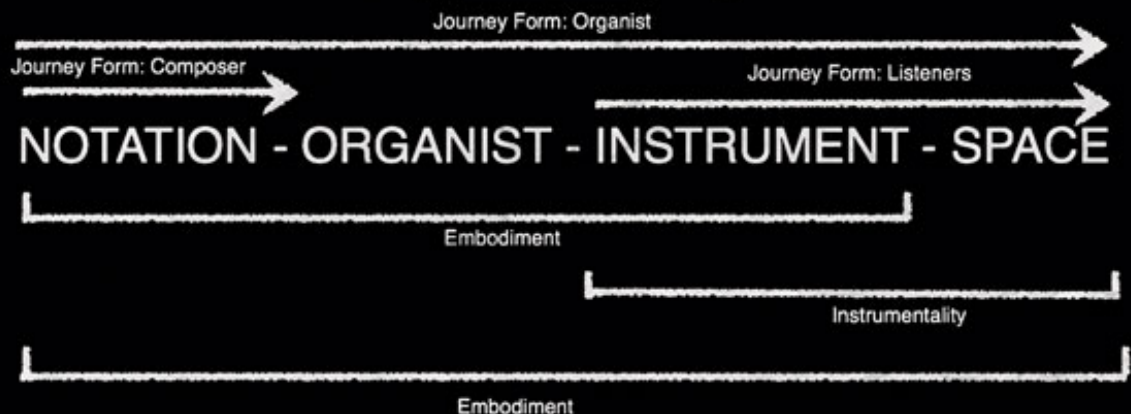 Journey Form: Organist
Journey Form: Composer
Journey Form: Listeners
NOTATION - ORGANIST - INSTRUMENT - SPACE
Embodiment
Instrumentality
Embodiment